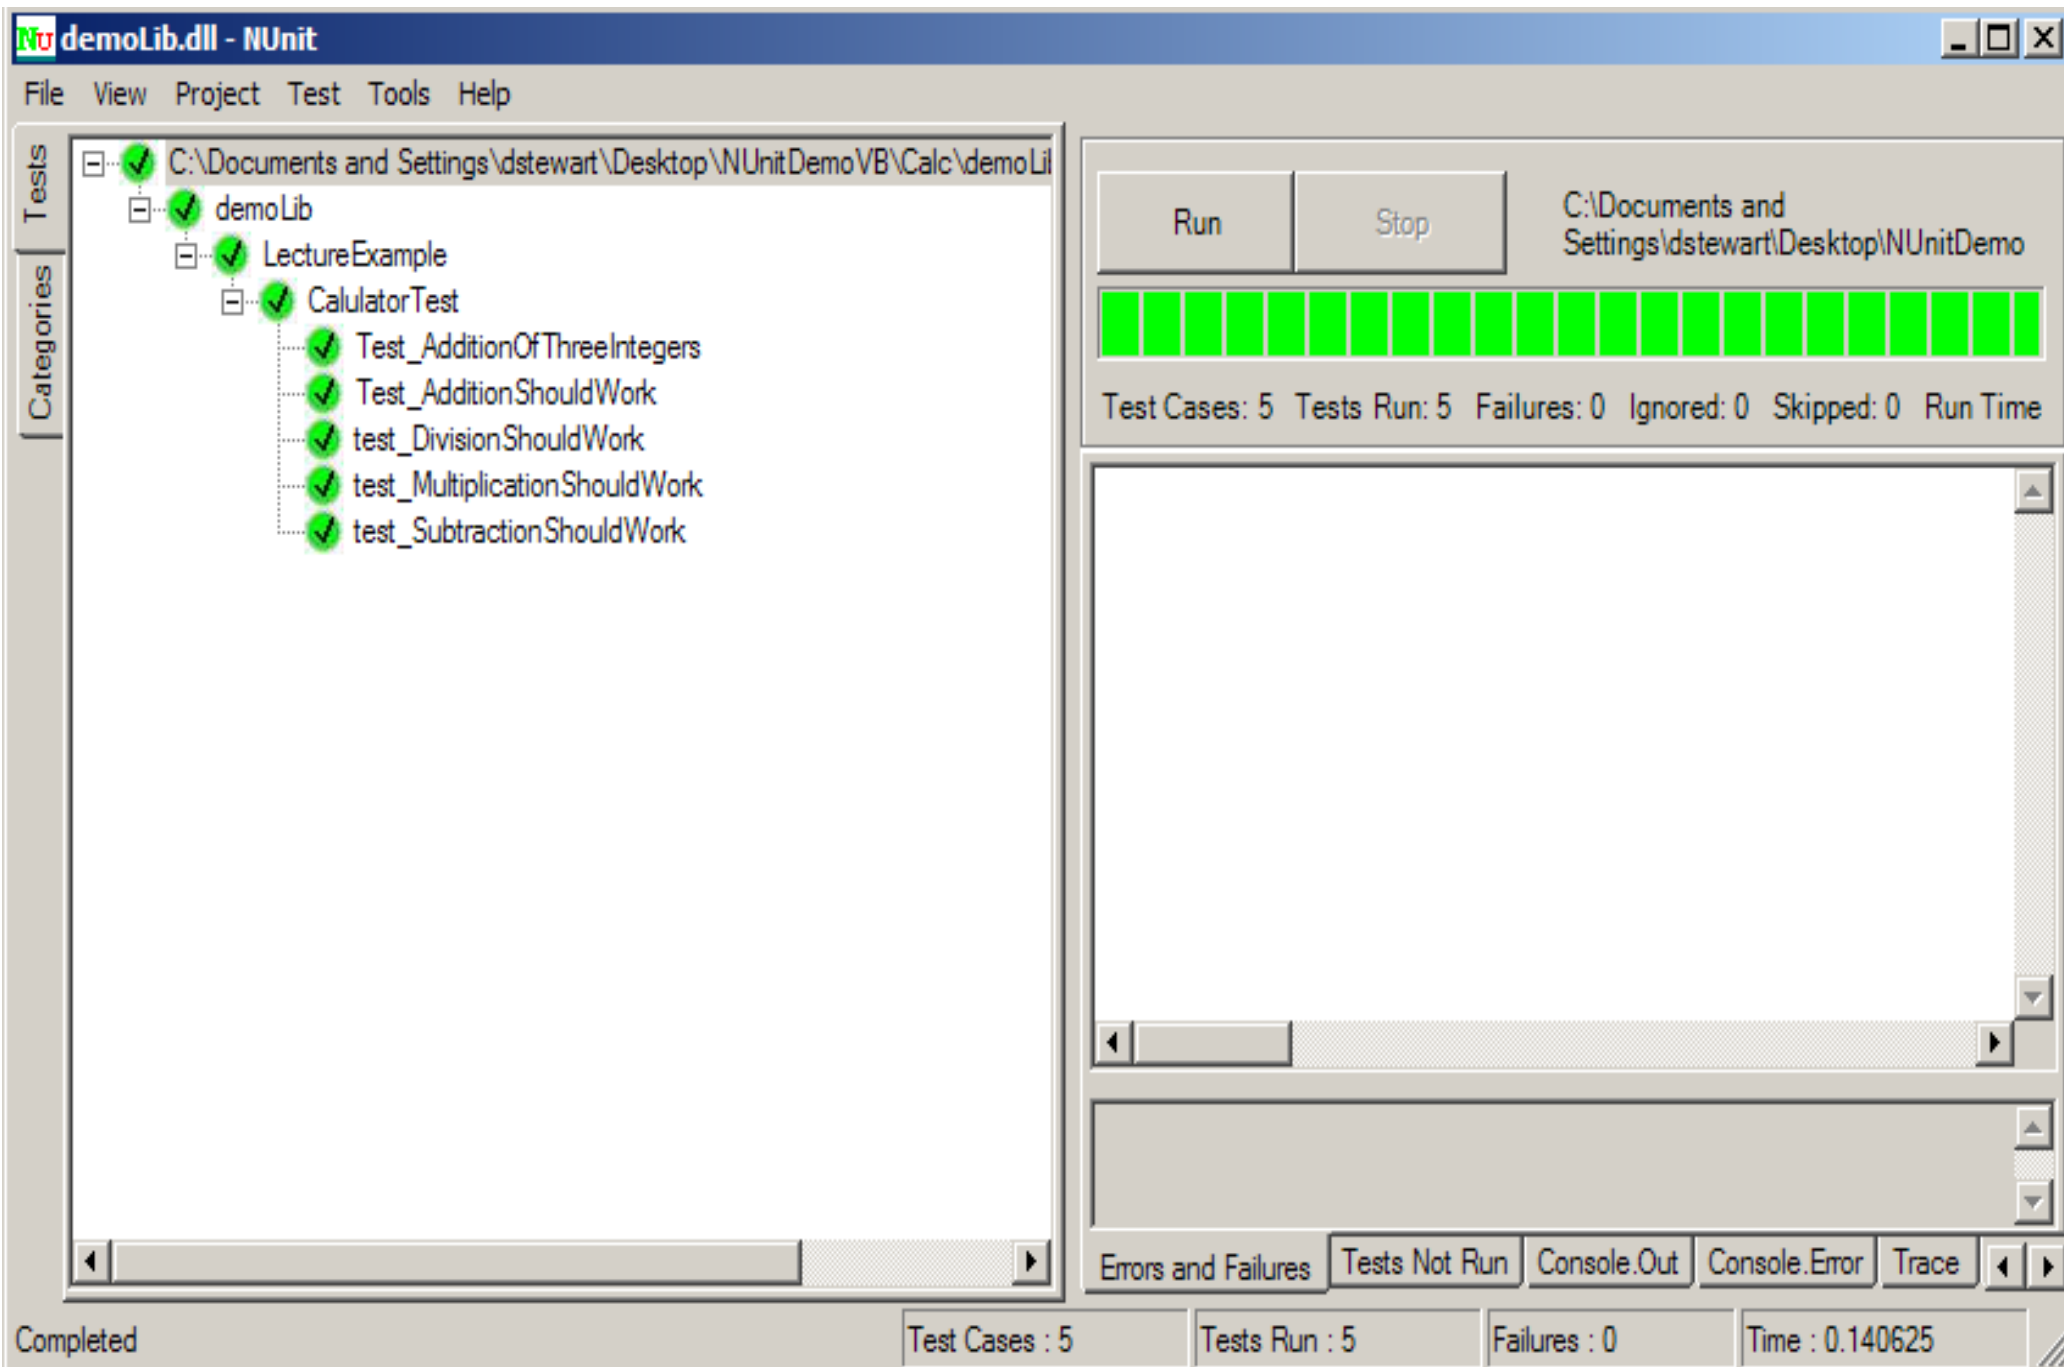 Nu demoLib.dll - NUnit
File View Project Test Tools Help
Tests
Categories
C:\Documents and Settings\dstewart\Desktop\NUnitDemoVB\Calc\demoLi
demoLib
LectureExample
CalulatorTest
Test_AdditionOfThreeIntegers
Test_AdditionShouldWork
test_DivisionShouldWork
test_MultiplicationShouldWork
test_SubtractionShouldWork
Run
Stop
C:\Documents and
Settings\dstewart\Desktop\NUnitDemo
Test Cases: 5 Tests Run: 5 Failures: 0 Ignored: 0 Skipped: 0 Run Time
Errors and Failures Tests Not Run Console.Out Console.Error Trace
Completed Test Cases : 5 Tests Run : 5 Failures : 0 Time : 0.140625